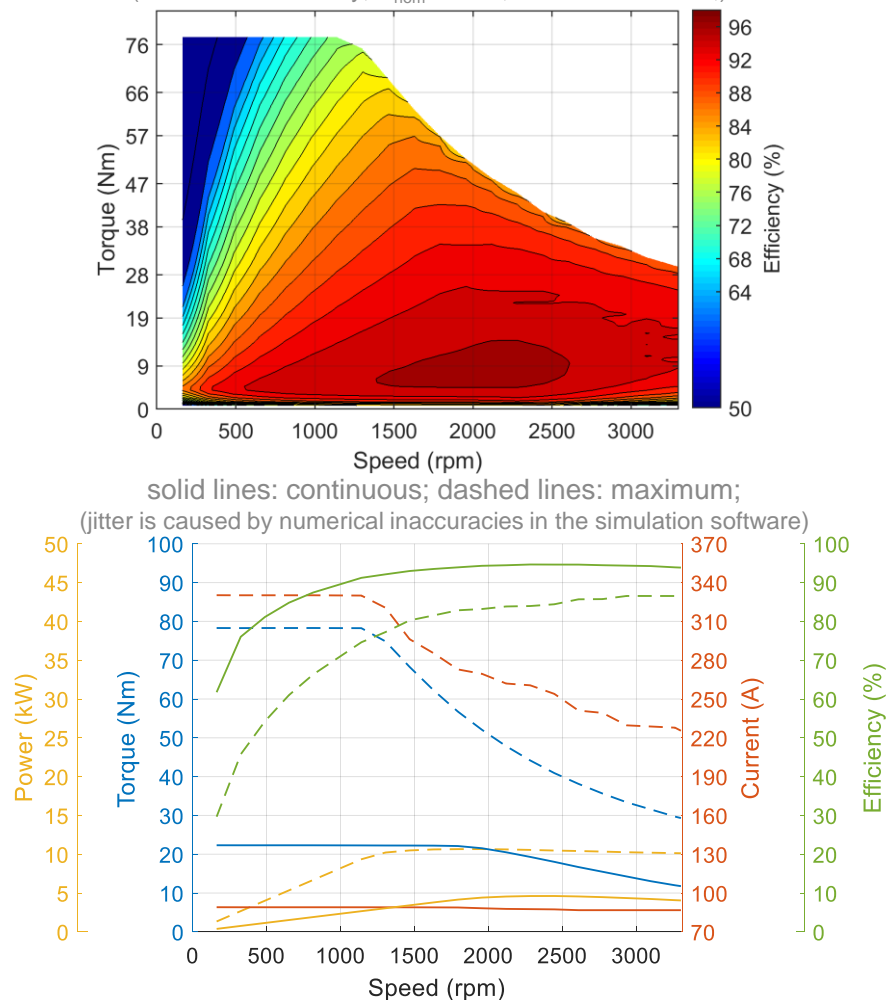 nom
76
66
57
47
38
28
19
9
0
Torque (Nm)
0 500 1000 1500 2000 2500 3000
Speed (rpm)
96
92
88
84
80
76
72
68
64
50
Efficiency (%)
solid lines: continuous; dashed lines: maximum;
(jitter is caused by numerical inaccuracies in the simulation software)
50 100 370 100
45 90 340 90
40 80 310 80
35 70 280 70
30 60 250 60
25 50 220 50
20 40 190 40
15 30 160 30
10 20 130 20
5 10 100 10
0 0 70 0
Power (kW)
Torque (Nm)
Current (A)
Efficiency (%)
0 500 1000 1500 2000 2500 3000
Speed (rpm)